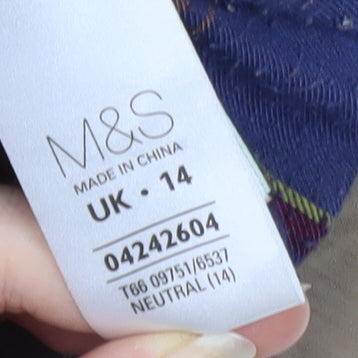 M&S
MADE IN CHINA
UK • 14
04242604
T66 09751/6537
NEUTRAL (14)